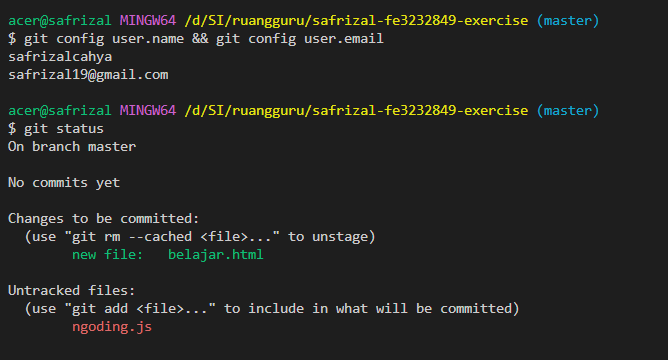 acer@safrizal MINGW64 /d/SI/ruangguru/safrizal-fe3232849-exercise (master)
$ git config user.name && git config user.email
safrizalcahya
safrizal19@gmail.com
acer@safrizal MINGW64 /d/SI/ruangguru/safrizal-fe3232849-exercise (master)
$ git status
On branch master
No commits yet
Changes to be committed:
(use "git rm --cached <file>..." to unstage)
new file: belajar.html
Untracked files:
(use "git add <file>..." to include in what will be committed)
ngoding.js